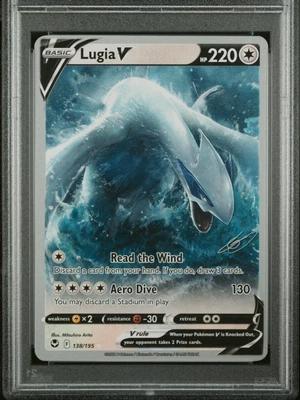 BASIC
Lugia V
HP 220
Read the Wind
Discard a card from your hand. If you do, draw 3 cards.
Aero Dive 130
You may discard a Stadium in play.
weakness ×2 resistance -30 retreat
Illus. Mitsuhiro Arita
V rule
When your Pokémon V is Knocked Out,
your opponent takes 2 Prize cards.
F 138/195